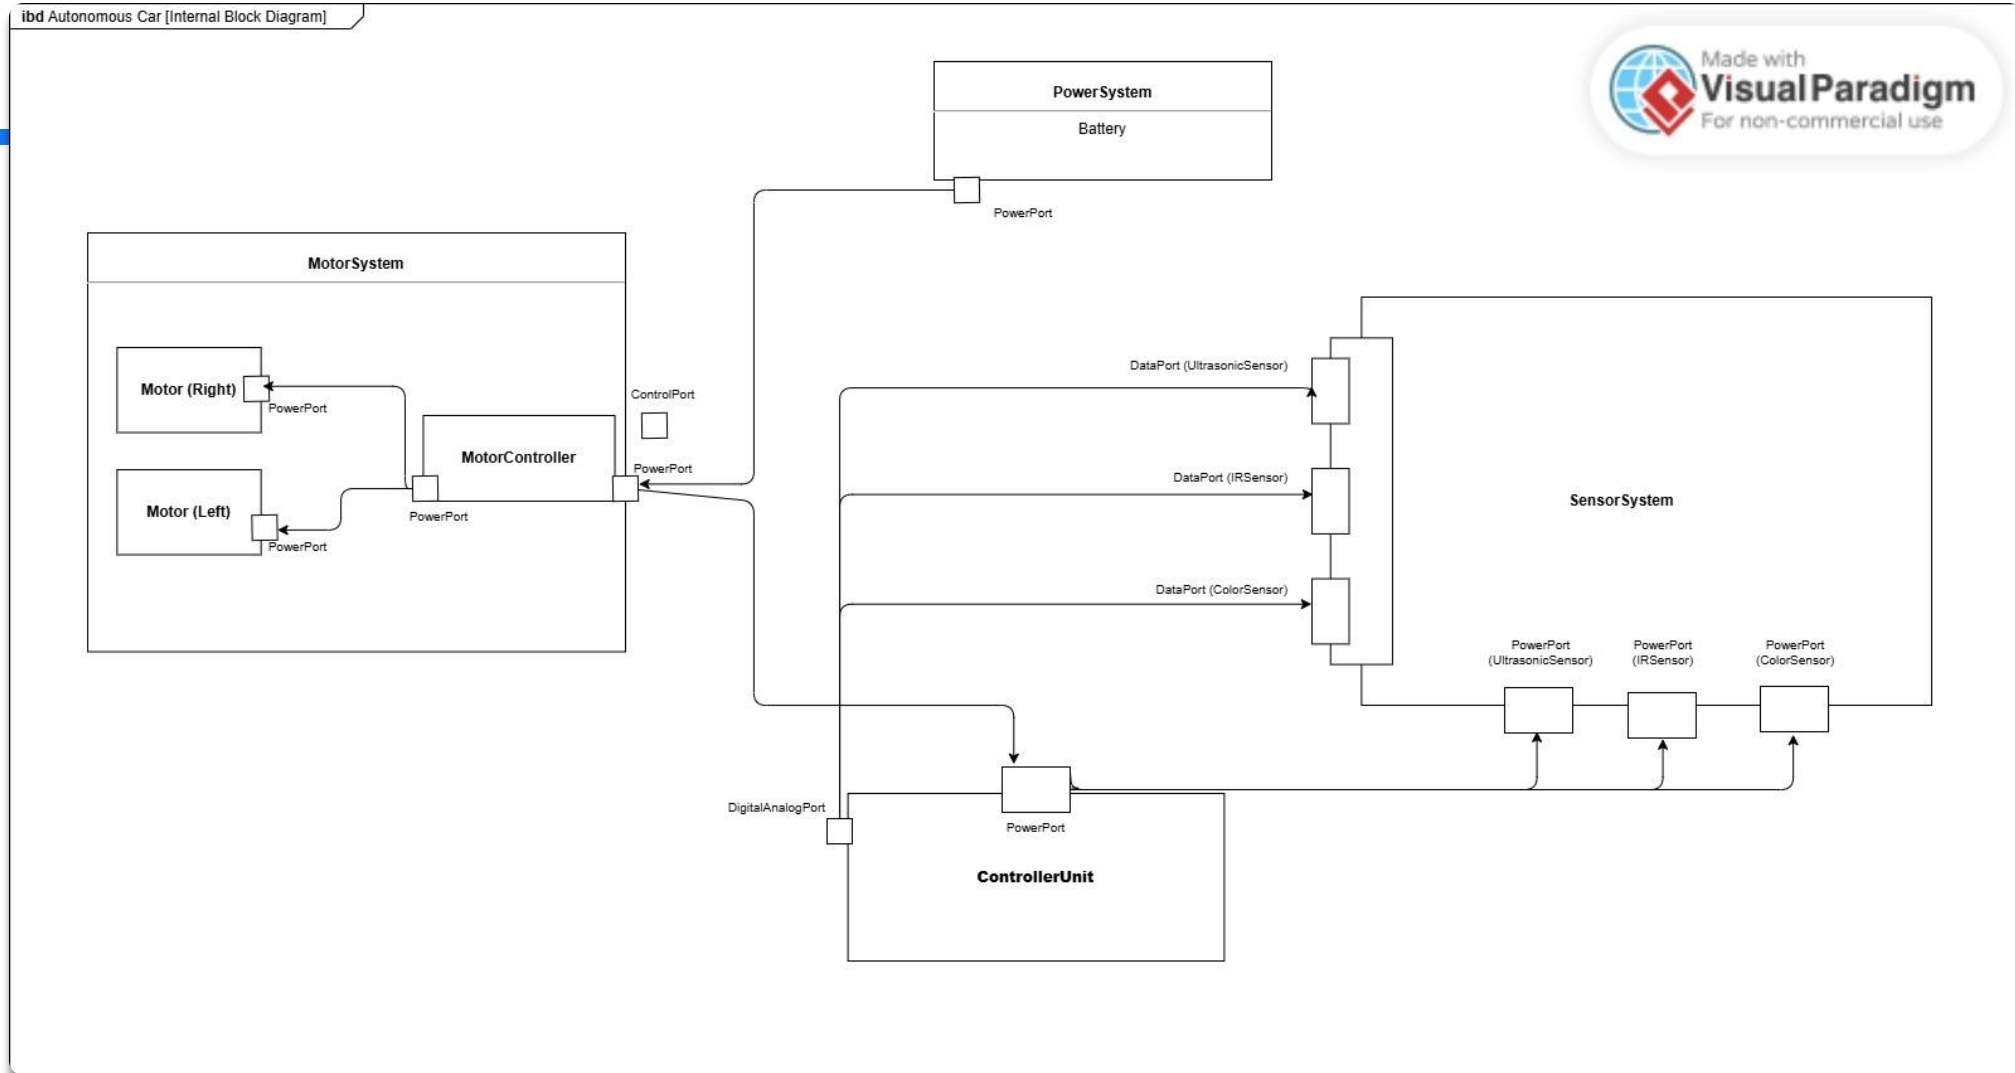 ibd Autonomous Car [Internal Block Diagram]
Made with
Visual Paradigm
For non-commercial use
PowerSystem
Battery
PowerPort
MotorSystem
Motor (Right)
PowerPort
ControlPort
MotorController
PowerPort
Motor (Left)
PowerPort
PowerPort
DataPort (UltrasonicSensor)
DataPort (IRSensor)
SensorSystem
DataPort (ColorSensor)
PowerPort
(UltrasonicSensor)
PowerPort
(IRSensor)
PowerPort
(ColorSensor)
DigitalAnalogPort
PowerPort
ControllerUnit